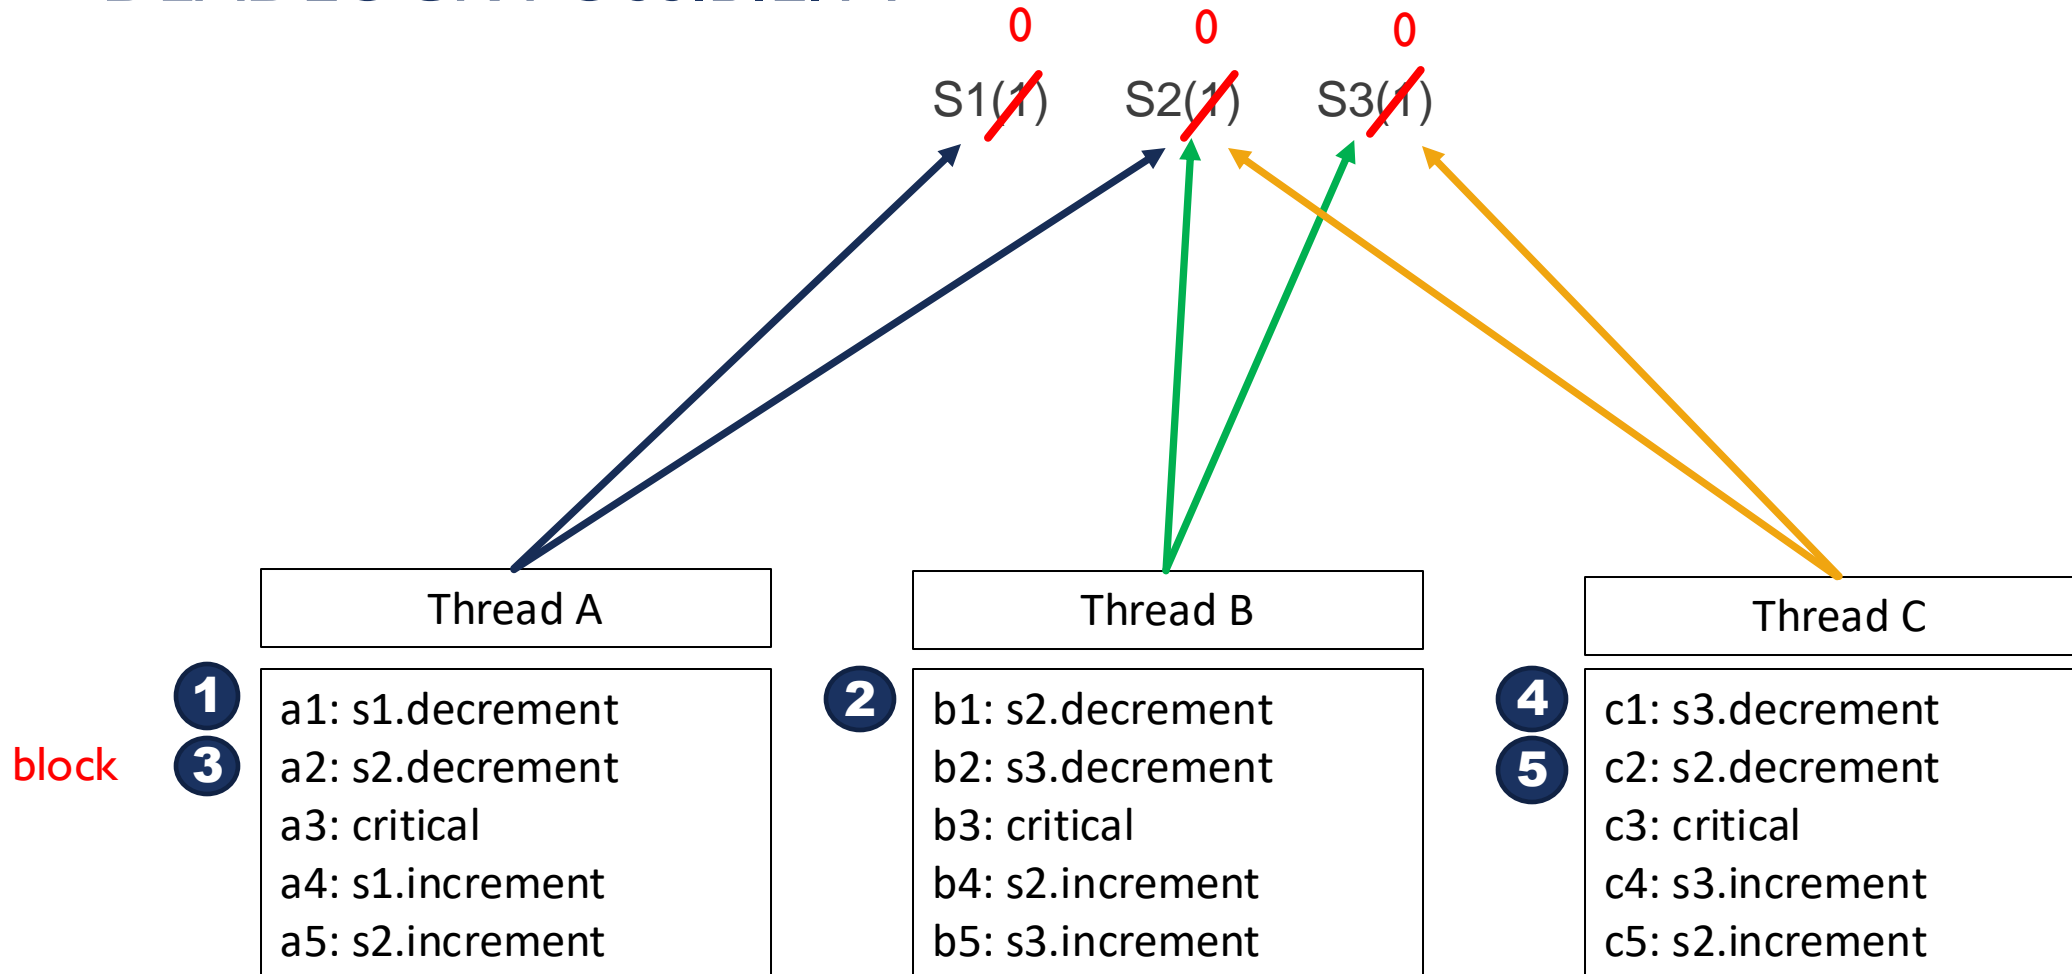 0 0 0
S1(1) S2(1) S3(1)
Thread A
1 a1: s1.decrement
block 3 a2: s2.decrement
a3: critical
a4: s1.increment
a5: s2.increment
Thread B
2 b1: s2.decrement
b2: s3.decrement
b3: critical
b4: s2.increment
b5: s3.increment
Thread C
4 c1: s3.decrement
5 c2: s2.decrement
c3: critical
c4: s3.increment
c5: s2.increment